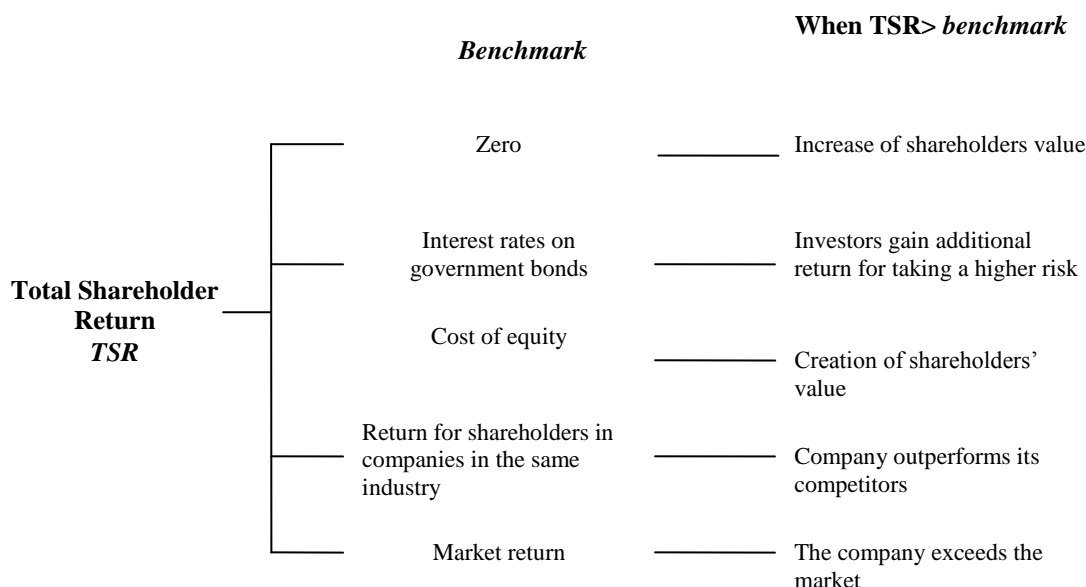 When TSR> benchmark
Benchmark
Zero
Increase of shareholders value
Interest rates on
government bonds
Investors gain additional
return for taking a higher risk
Total Shareholder
Return
TSR
Cost of equity
Creation of shareholders’
value
Return for shareholders in
companies in the same
industry
Company outperforms its
competitors
Market return
The company exceeds the
market